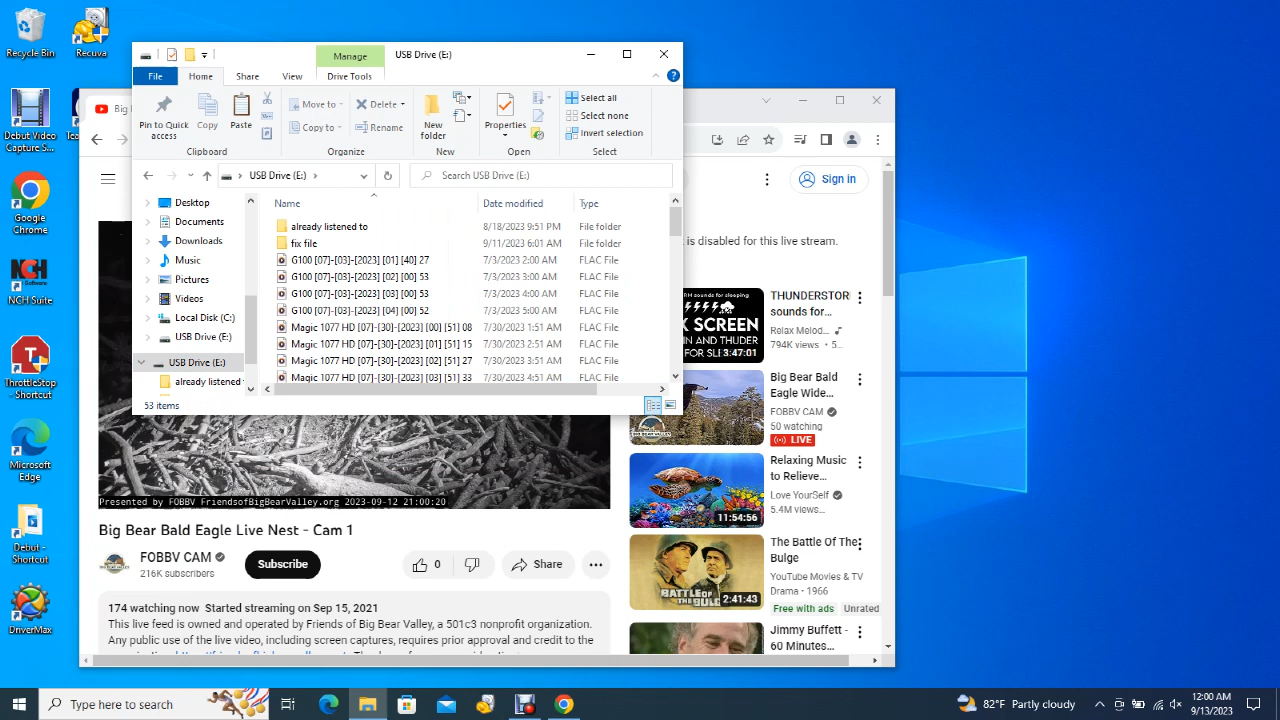 Recycle Bin
Recuva
Debut Video
Capture S...
Google
Chrome
NCH
NCH Suite
ThrottleStop
- Shortcut
Microsoft
Edge
Debut -
Shortcut
DriverMax
Manage
USB Drive (E:)
File
Home
Share
View
Drive Tools
Pin to Quick
access
Copy
Paste
Clipboard
Move to
Copy to
Delete
Rename
Organize
New
folder
New
Properties
Open
Select all
Select none
Invert selection
Select
USB Drive (E:)
Search USB Drive (E:)
Desktop
Documents
Downloads
Music
Pictures
Videos
Local Disk (C:)
USB Drive (E:)
USB Drive (E:)
already listened
Name Date modified Type
already listened to 8/18/2023 9:51 PM File folder
fix file 9/11/2023 6:01 AM File folder
G100 [07]-[03]-[2023] [01] [40] 27 7/3/2023 2:00 AM FLAC File
G100 [07]-[03]-[2023] [02] [00] 53 7/3/2023 3:00 AM FLAC File
G100 [07]-[03]-[2023] [03] [00] 53 7/3/2023 4:00 AM FLAC File
G100 [07]-[03]-[2023] [04] [00] 52 7/3/2023 5:00 AM FLAC File
Magic 1077 HD [07]-[30]-[2023] [00] [51] 08 7/30/2023 1:51 AM FLAC File
Magic 1077 HD [07]-[30]-[2023] [01] [51] 15 7/30/2023 2:51 AM FLAC File
Magic 1077 HD [07]-[30]-[2023] [02] [51] 27 7/30/2023 3:51 AM FLAC File
Magic 1077 HD [07]-[30]-[2023] [03] [51] 33 7/30/2023 4:51 AM FLAC File
53 items
Big
Sign in
is disabled for this live stream.
Presented by FOBBV FriendsofBigBearValley.org 2023-09-12 21:00:20
Big Bear Bald Eagle Live Nest - Cam 1
FOBBV CAM
216K subscribers
Subscribe
0
Share
174 watching now Started streaming on Sep 15, 2021
This live feed is owned and operated by Friends of Big Bear Valley, a 501c3 nonprofit organization.
Any public use of the live video, including screen captures, requires prior approval and credit to the
sounds for sleeping
K SCREEN
IN AND THUDER
FOR SL
3:47:01
THUNDERSTOR
sounds for...
Relax Melod...
794K views • 5...
BIG BEAR VALLEY
Big Bear Bald
Eagle Wide...
FOBBV CAM
50 watching
LIVE
11:54:56
Relaxing Music
to Relieve...
Love YourSelf
5.4M views...
BATTLE OF
THE BULG
2:41:43
The Battle Of The
Bulge
YouTube Movies & TV
Drama • 1966
Free with ads Unrated
Jimmy Buffett -
60 Minutes...
Type here to search
82°F Partly cloudy
12:00 AM
9/13/2023